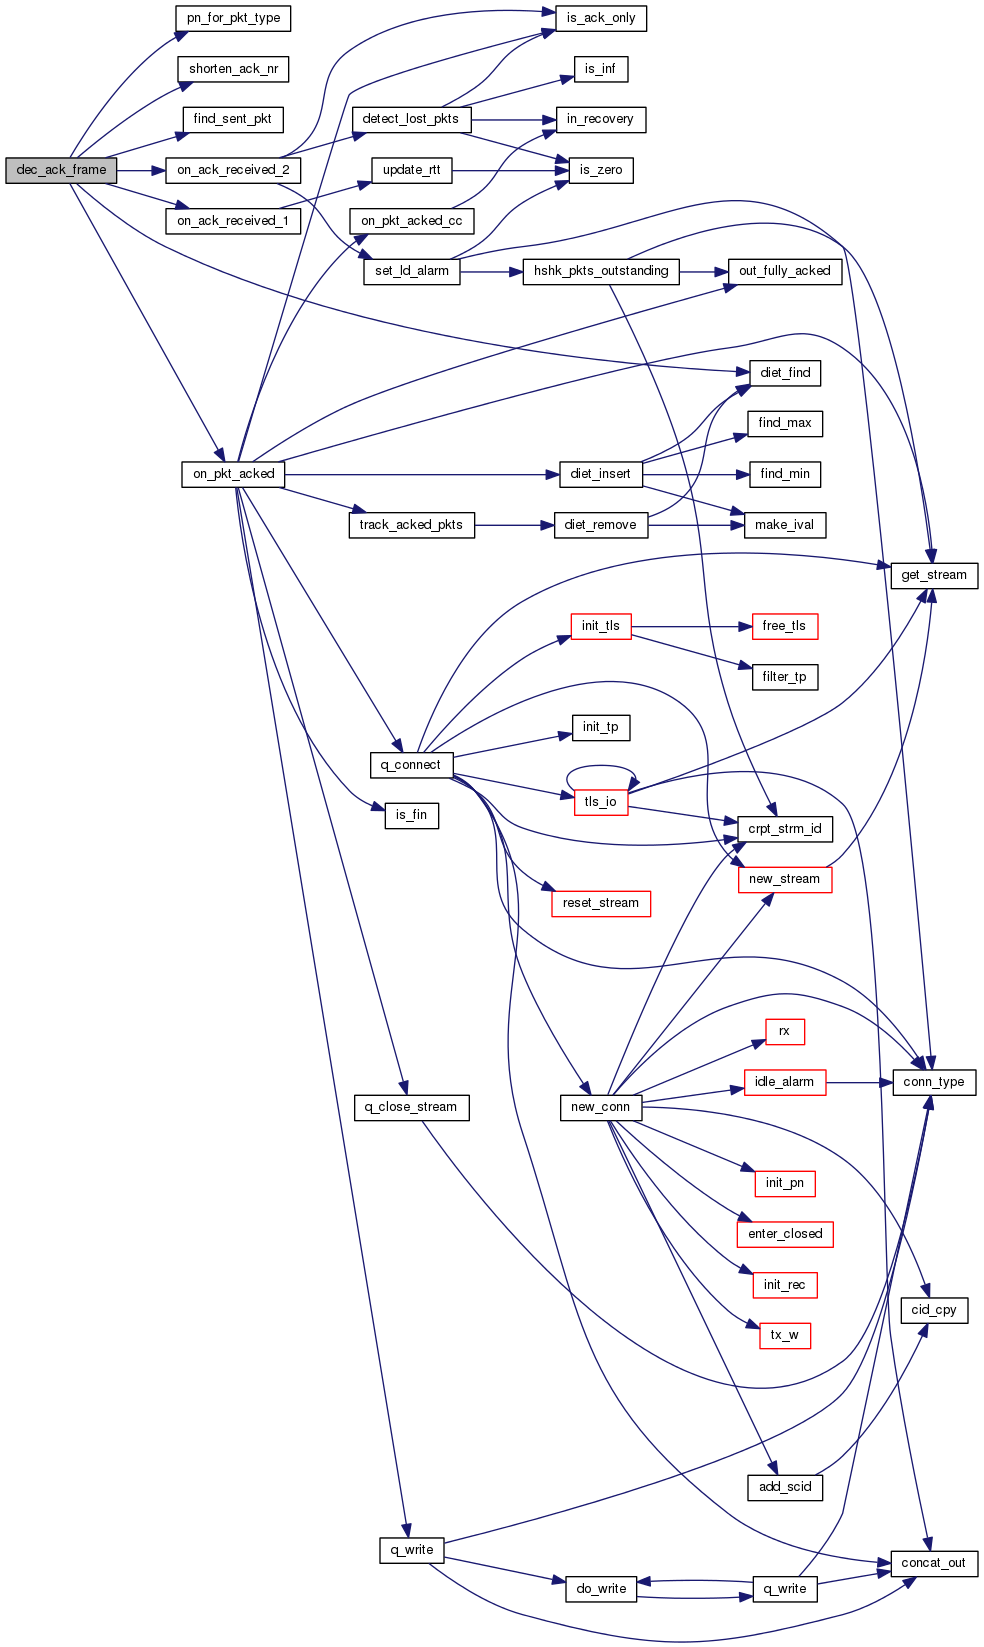 pn_for_pkt_type
is_ack_only
shorten_ack_nr
is_inf
find_sent_pkt
detect_lost_pkts
in_recovery
dec_ack_frame
on_ack_received_2
update_rtt
is_zero
on_ack_received_1
on_pkt_acked_cc
set_ld_alarm
hshk_pkts_outstanding
out_fully_acked
diet_find
find_max
on_pkt_acked
diet_insert
find_min
track_acked_pkts
diet_remove
make_ival
get_stream
init_tls
free_tls
filter_tp
init_tp
q_connect
tls_io
is_fin
crpt_strm_id
new_stream
reset_stream
rx
idle_alarm
conn_type
q_close_stream
new_conn
init_pn
enter_closed
init_rec
cid_cpy
tx_w
add_scid
q_write
concat_out
do_write
q_write